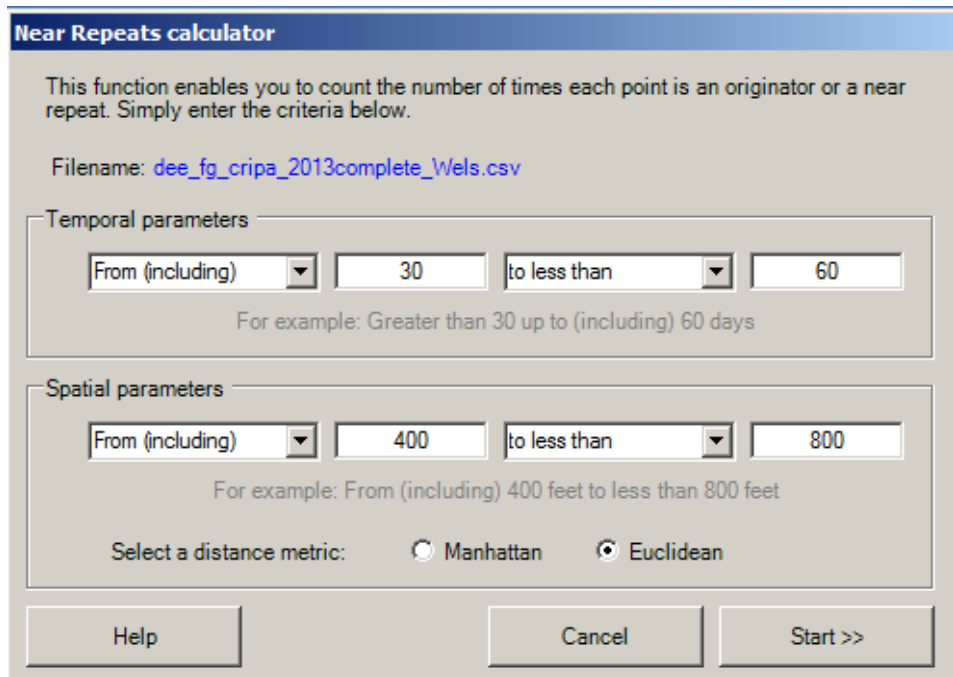 Near Repeats calculator
This function enables you to count the number of times each point is an originator or a near
repeat. Simply enter the criteria below.
Filename: dee_fg_cripa_2013complete_Wels.csv
Temporal parameters
From (including) 30 to less than 60
For example: Greater than 30 up to (including) 60 days
Spatial parameters
From (including) 400 to less than 800
For example: From (including) 400 feet to less than 800 feet
Select a distance metric: Manhattan Euclidean
Help Cancel Start >>